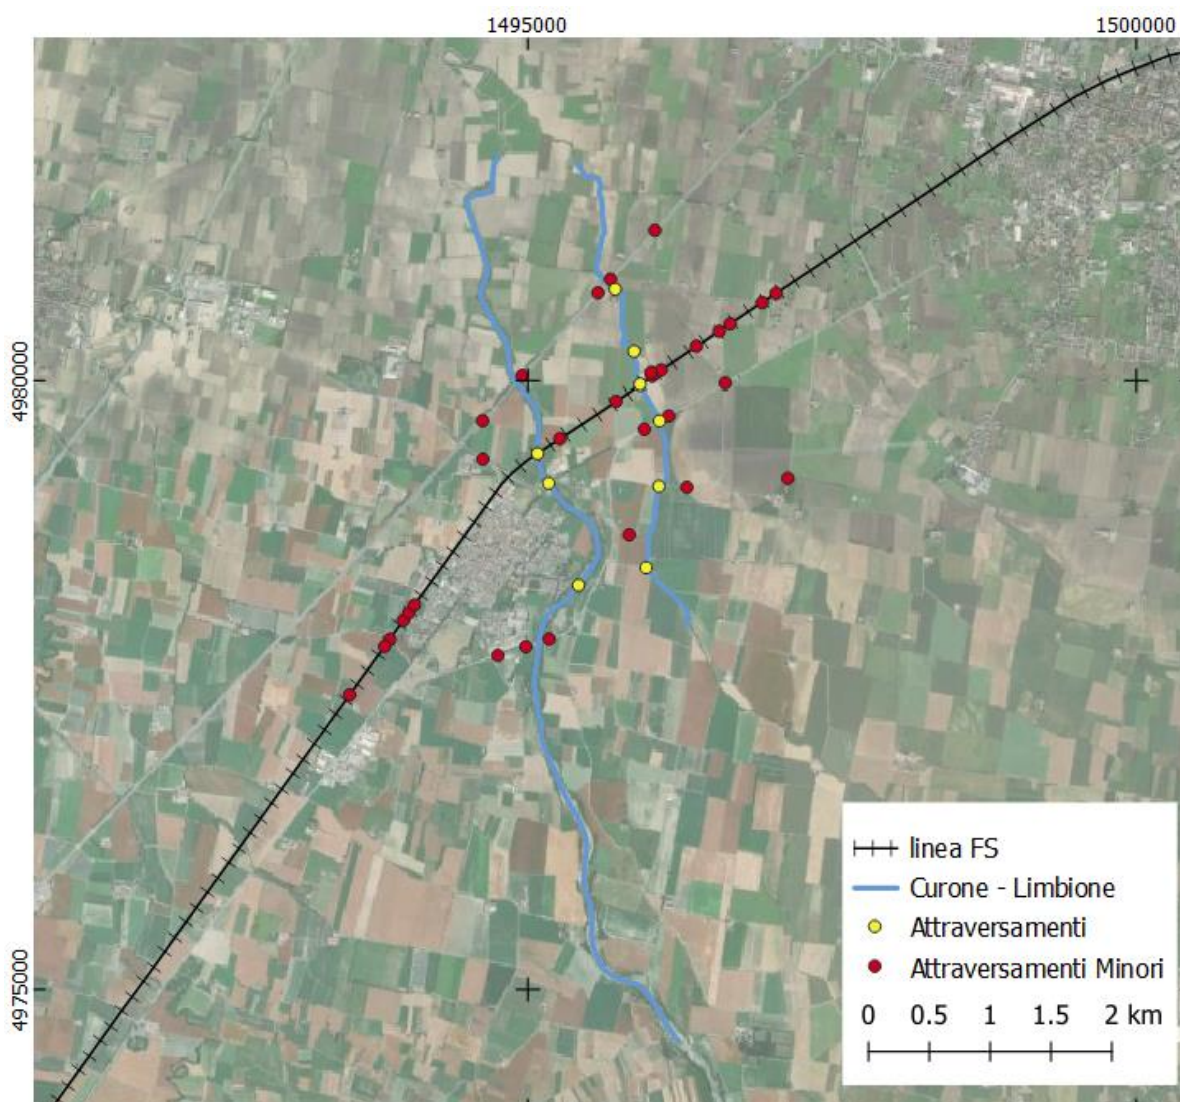 1495000
1500000
4980000
4975000
linea FS
Curone - Limbione
Attraversamenti
Attraversamenti Minori
0 0.5 1 1.5 2 km